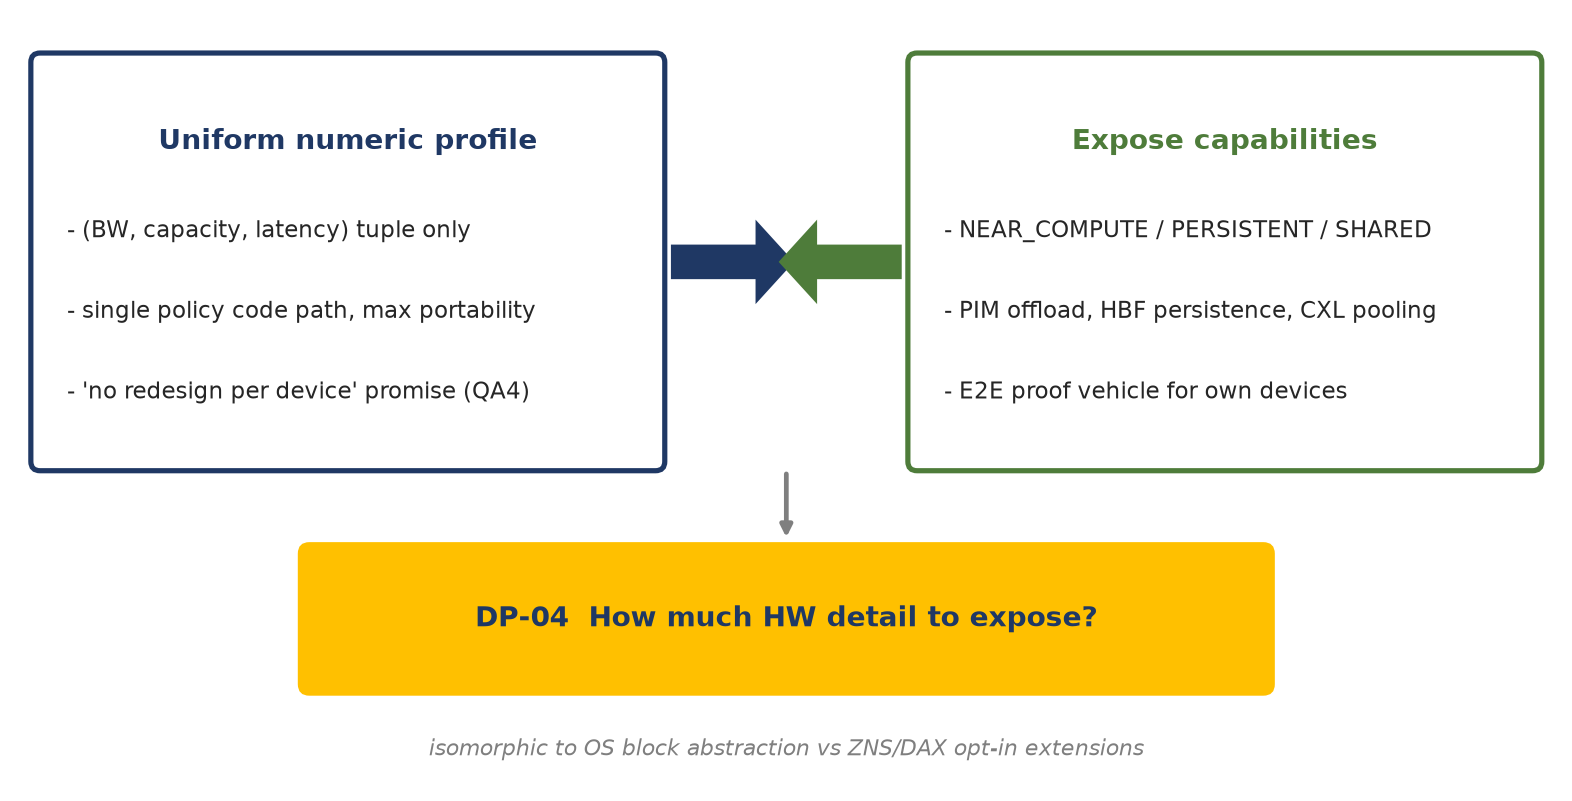 Uniform numeric profile
- (BW, capacity, latency) tuple only
- single policy code path, max portability
- 'no redesign per device' promise (QA4)
Expose capabilities
- NEAR_COMPUTE / PERSISTENT / SHARED
- PIM offload, HBF persistence, CXL pooling
- E2E proof vehicle for own devices
DP-04  How much HW detail to expose?
isomorphic to OS block abstraction vs ZNS/DAX opt-in extensions